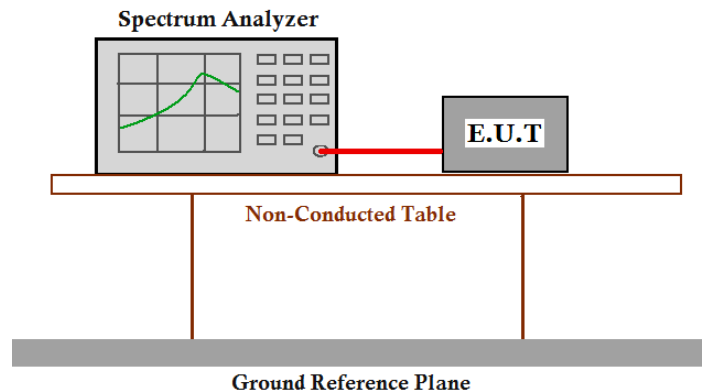 Spectrum Analyzer
E.U.T
Non-Conducted Table
Ground Reference Plane